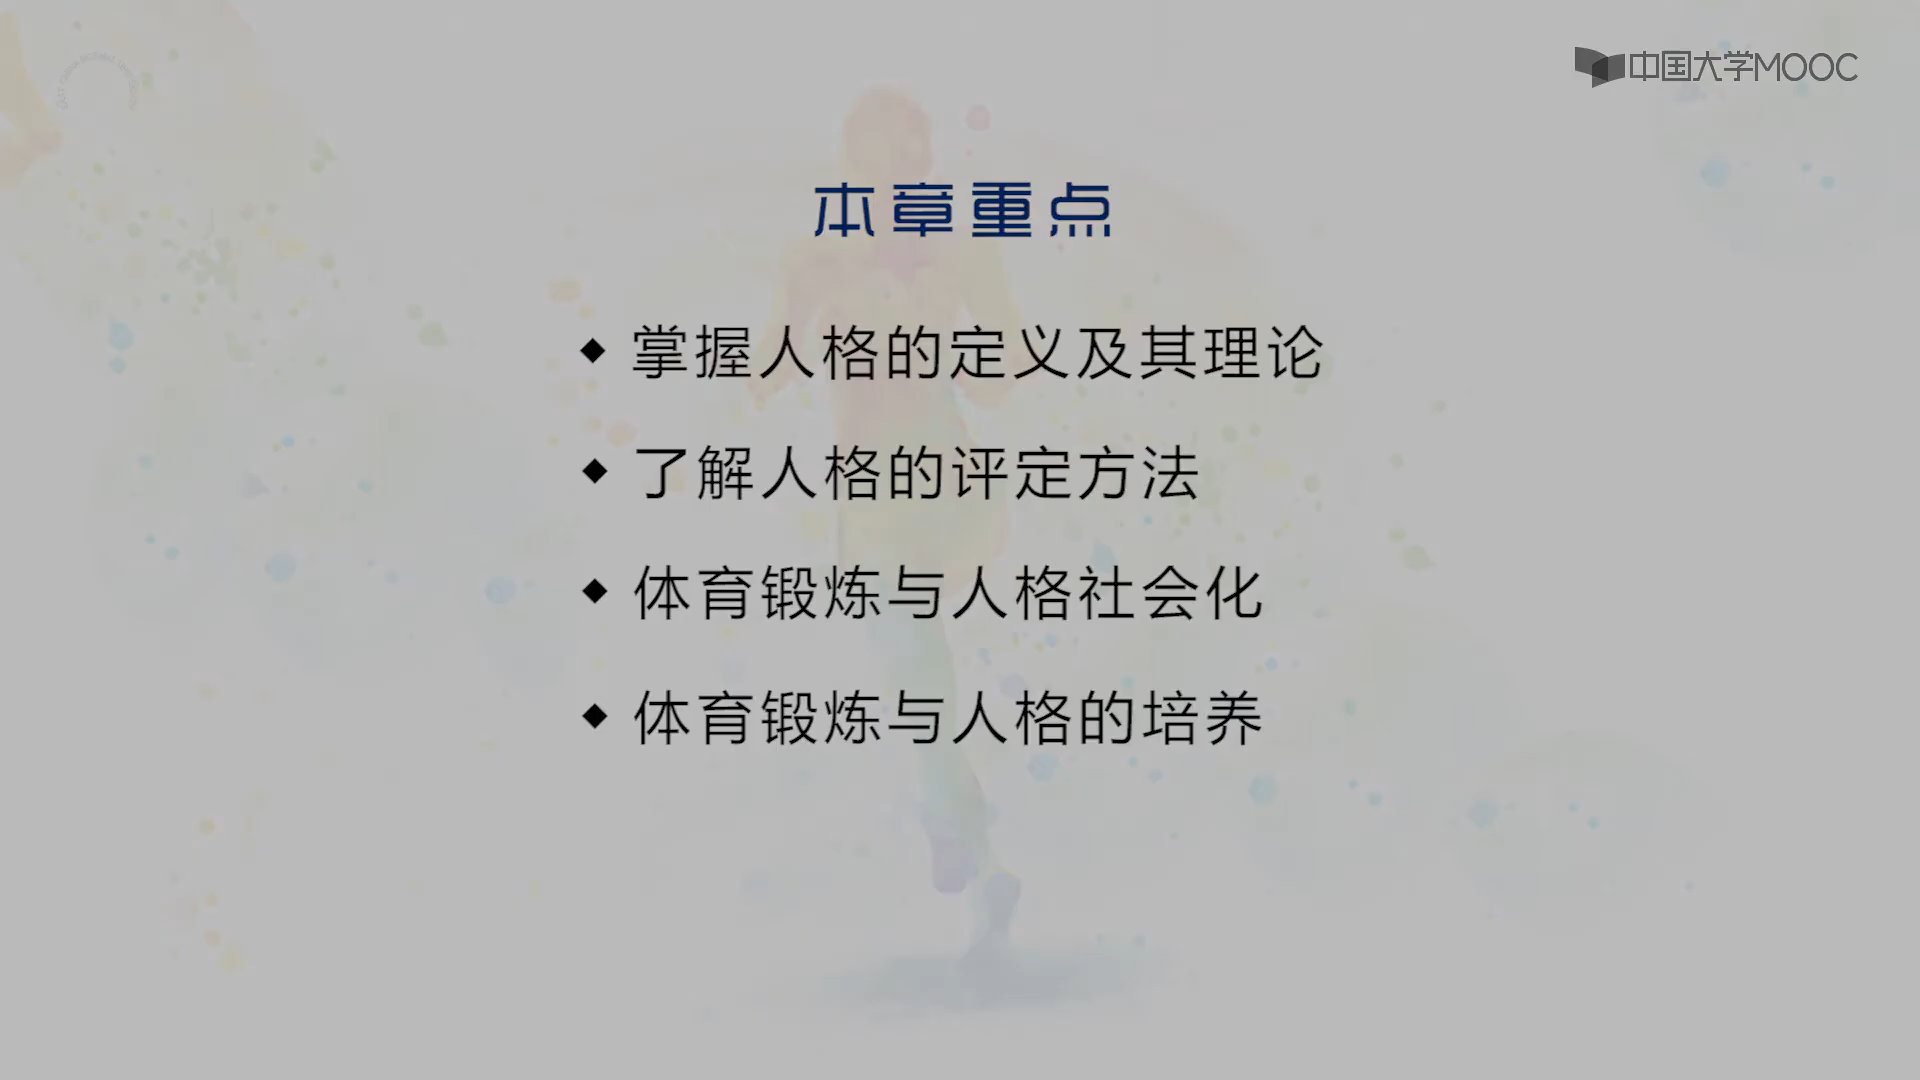 中国大学MOOC
本章重点
◆ 掌握人格的定义及其理论
◆ 了解人格的评定方法
◆ 体育锻炼与人格社会化
◆ 体育锻炼与人格的培养